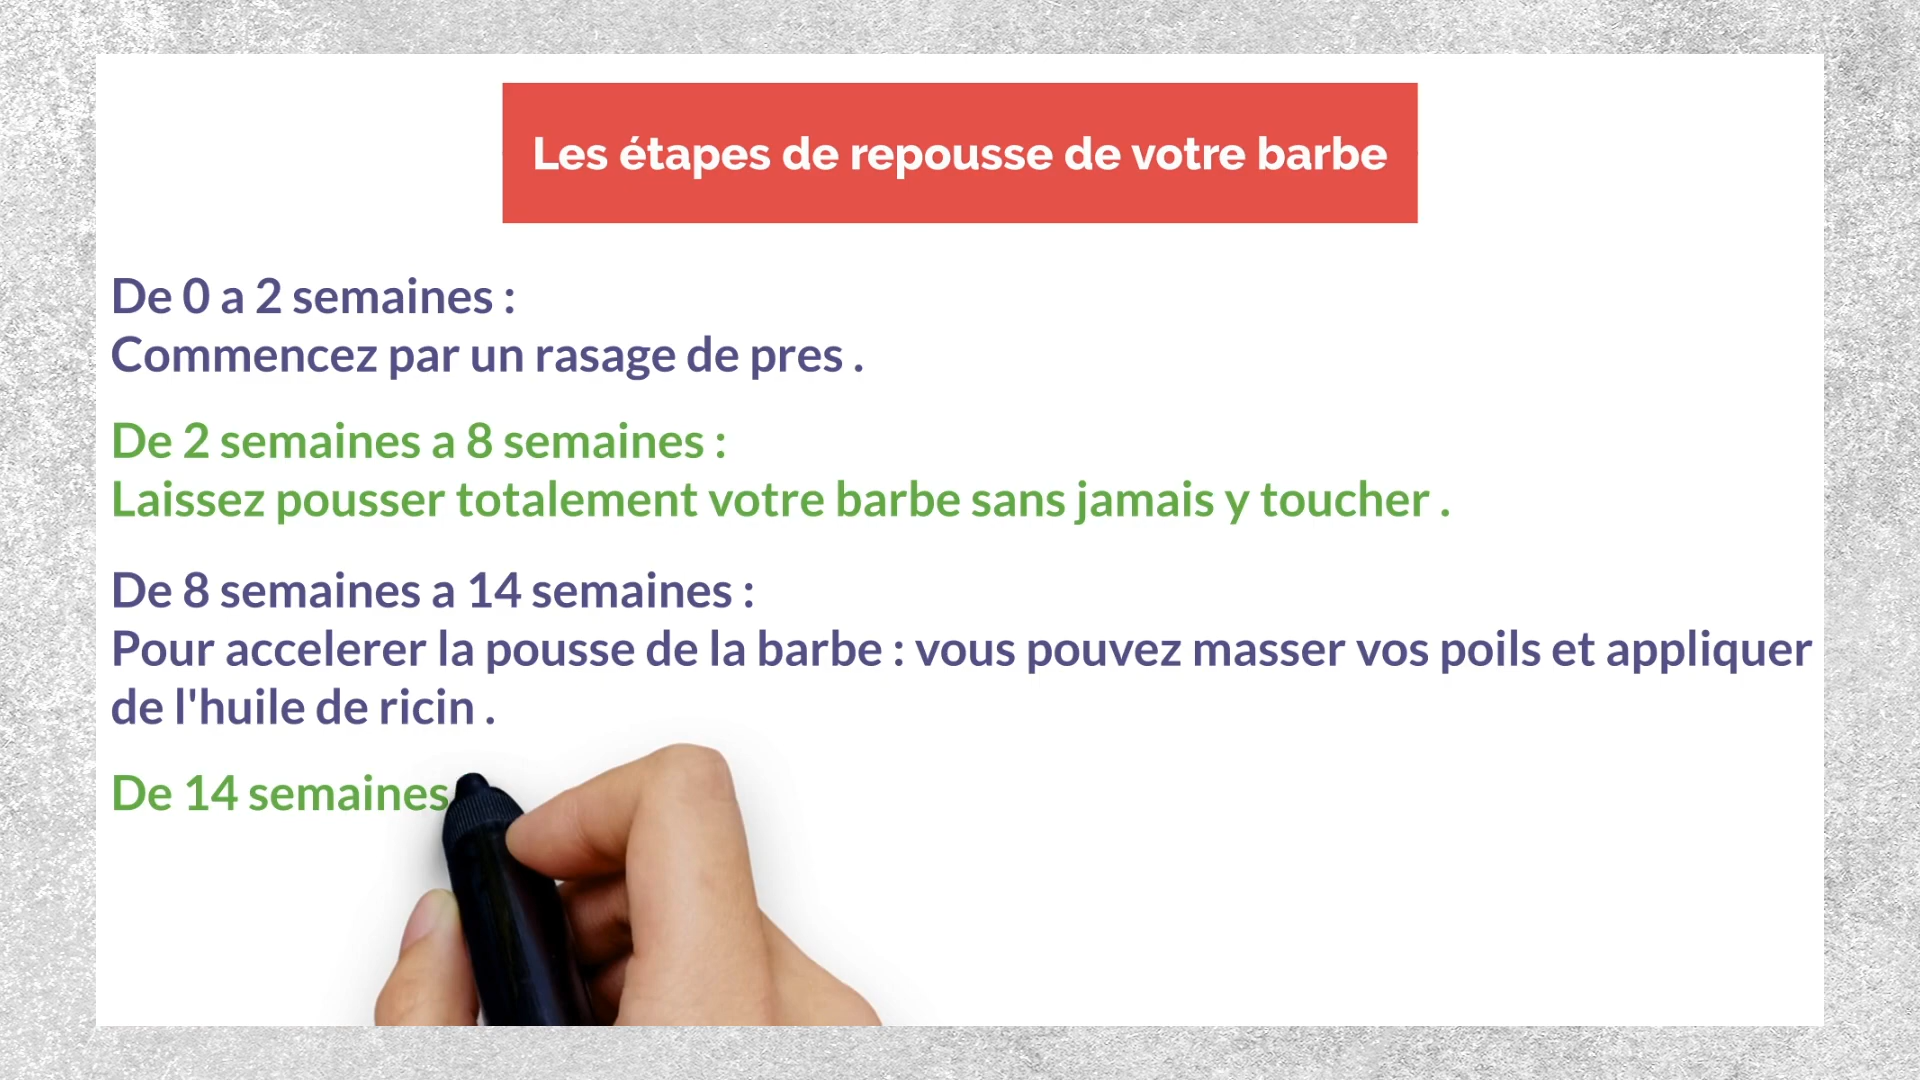 Les étapes de repousse de votre barbe
De 0 a 2 semaines :
Commencez par un rasage de pres .
De 2 semaines a 8 semaines :
Laissez pousser totalement votre barbe sans jamais y toucher .
De 8 semaines a 14 semaines :
Pour accelerer la pousse de la barbe : vous pouvez masser vos poils et appliquer
de l'huile de ricin .
De 14 semaines